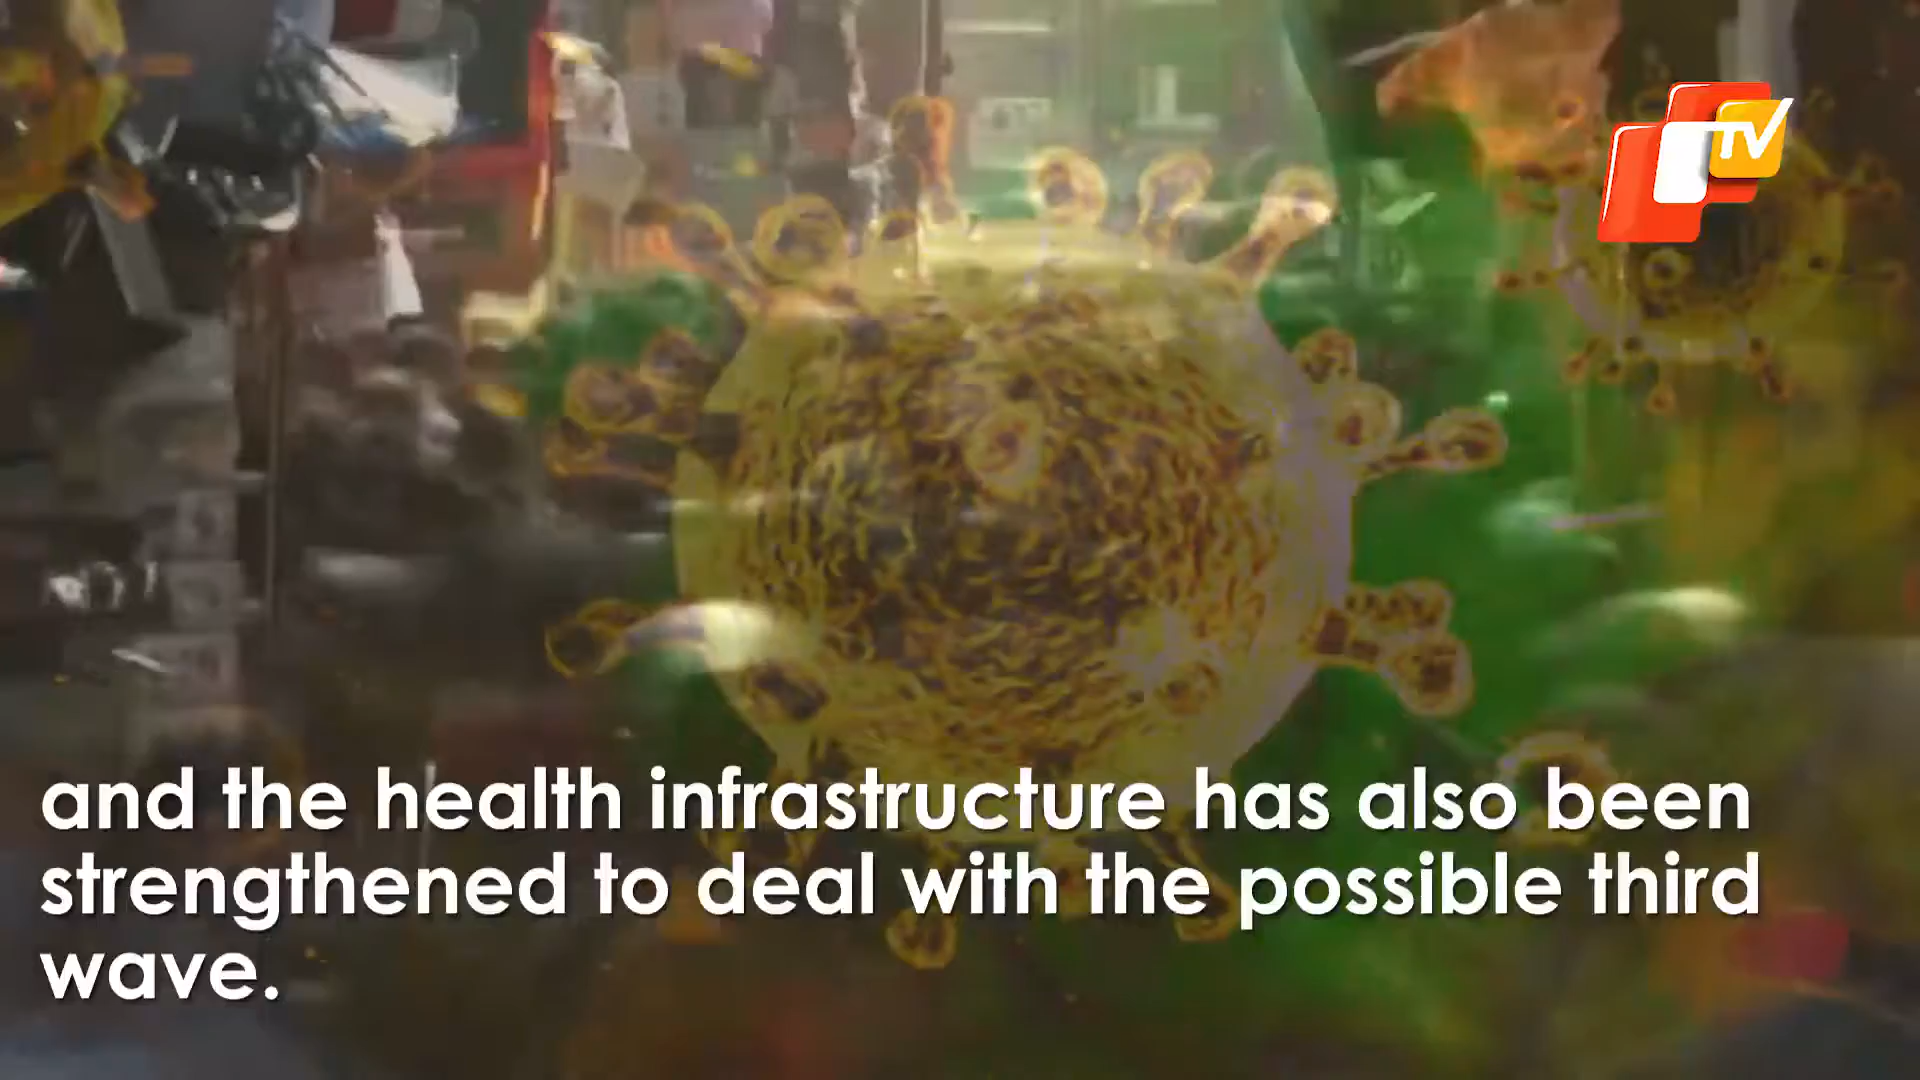 TV
and the health infrastructure has also been
strengthened to deal with the possible third
wave.